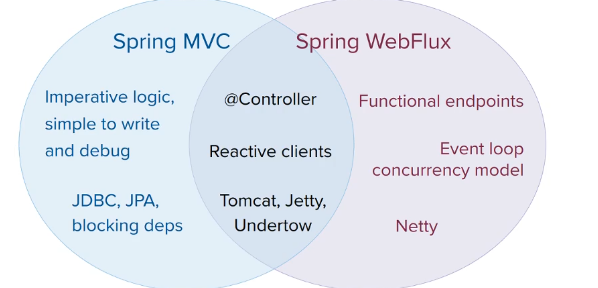 Spring MVC
Spring WebFlux
Imperative logic,
simple to write
and debug
JDBC, JPA,
blocking deps
@Controller
Reactive clients
Tomcat, Jetty,
Undertow
Functional endpoints
Event loop
concurrency model
Netty